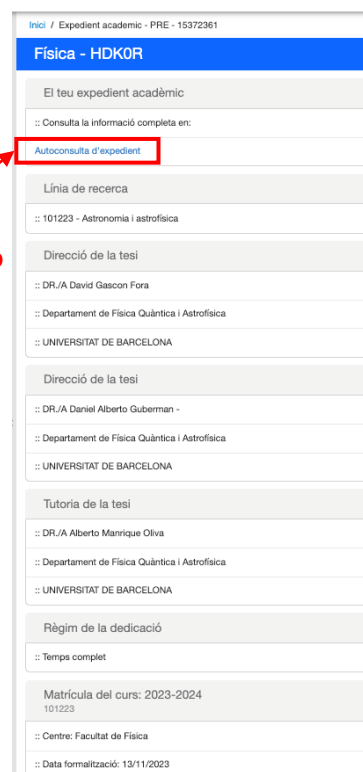 Inici / Expedient academic - PRE - 15372361
Física - HDK0R
El teu expedient acadèmic
:: Consulta la informació completa en:
Autoconsulta d'expedient
Línia de recerca
:: 101223 - Astronomia i astrofísica
Direcció de la tesi
:: DR./A David Gascon Fora
:: Departament de Física Quàntica i Astrofísica
:: UNIVERSITAT DE BARCELONA
Direcció de la tesi
:: DR./A Daniel Alberto Guberman -
:: Departament de Física Quàntica i Astrofísica
:: UNIVERSITAT DE BARCELONA
Tutoria de la tesi
:: DR./A Alberto Manrique Oliva
:: Departament de Física Quàntica i Astrofísica
:: UNIVERSITAT DE BARCELONA
Règim de la dedicació
:: Temps complet
Matrícula del curs: 2023-2024
101223
:: Centre: Facultat de Física
:: Data formalització: 13/11/2023